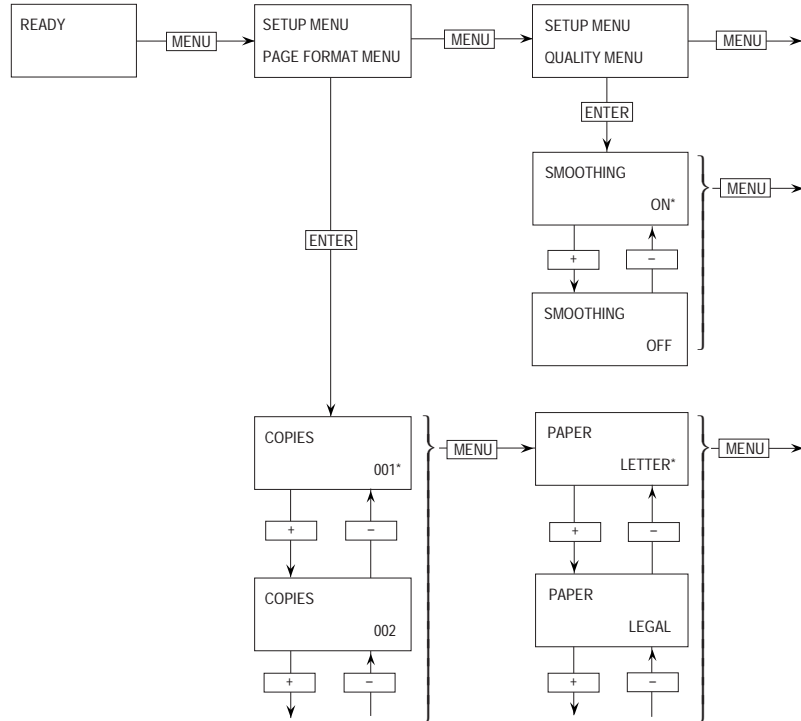 READY
MENU
SETUP MENU
PAGE FORMAT MENU
MENU
SETUP MENU
QUALITY MENU
MENU
ENTER
SMOOTHING
ON*
MENU
+
–
SMOOTHING
OFF
ENTER
COPIES
001*
MENU
PAPER
LETTER*
MENU
+
–
+
–
COPIES
002
PAPER
LEGAL
+
–
+
–